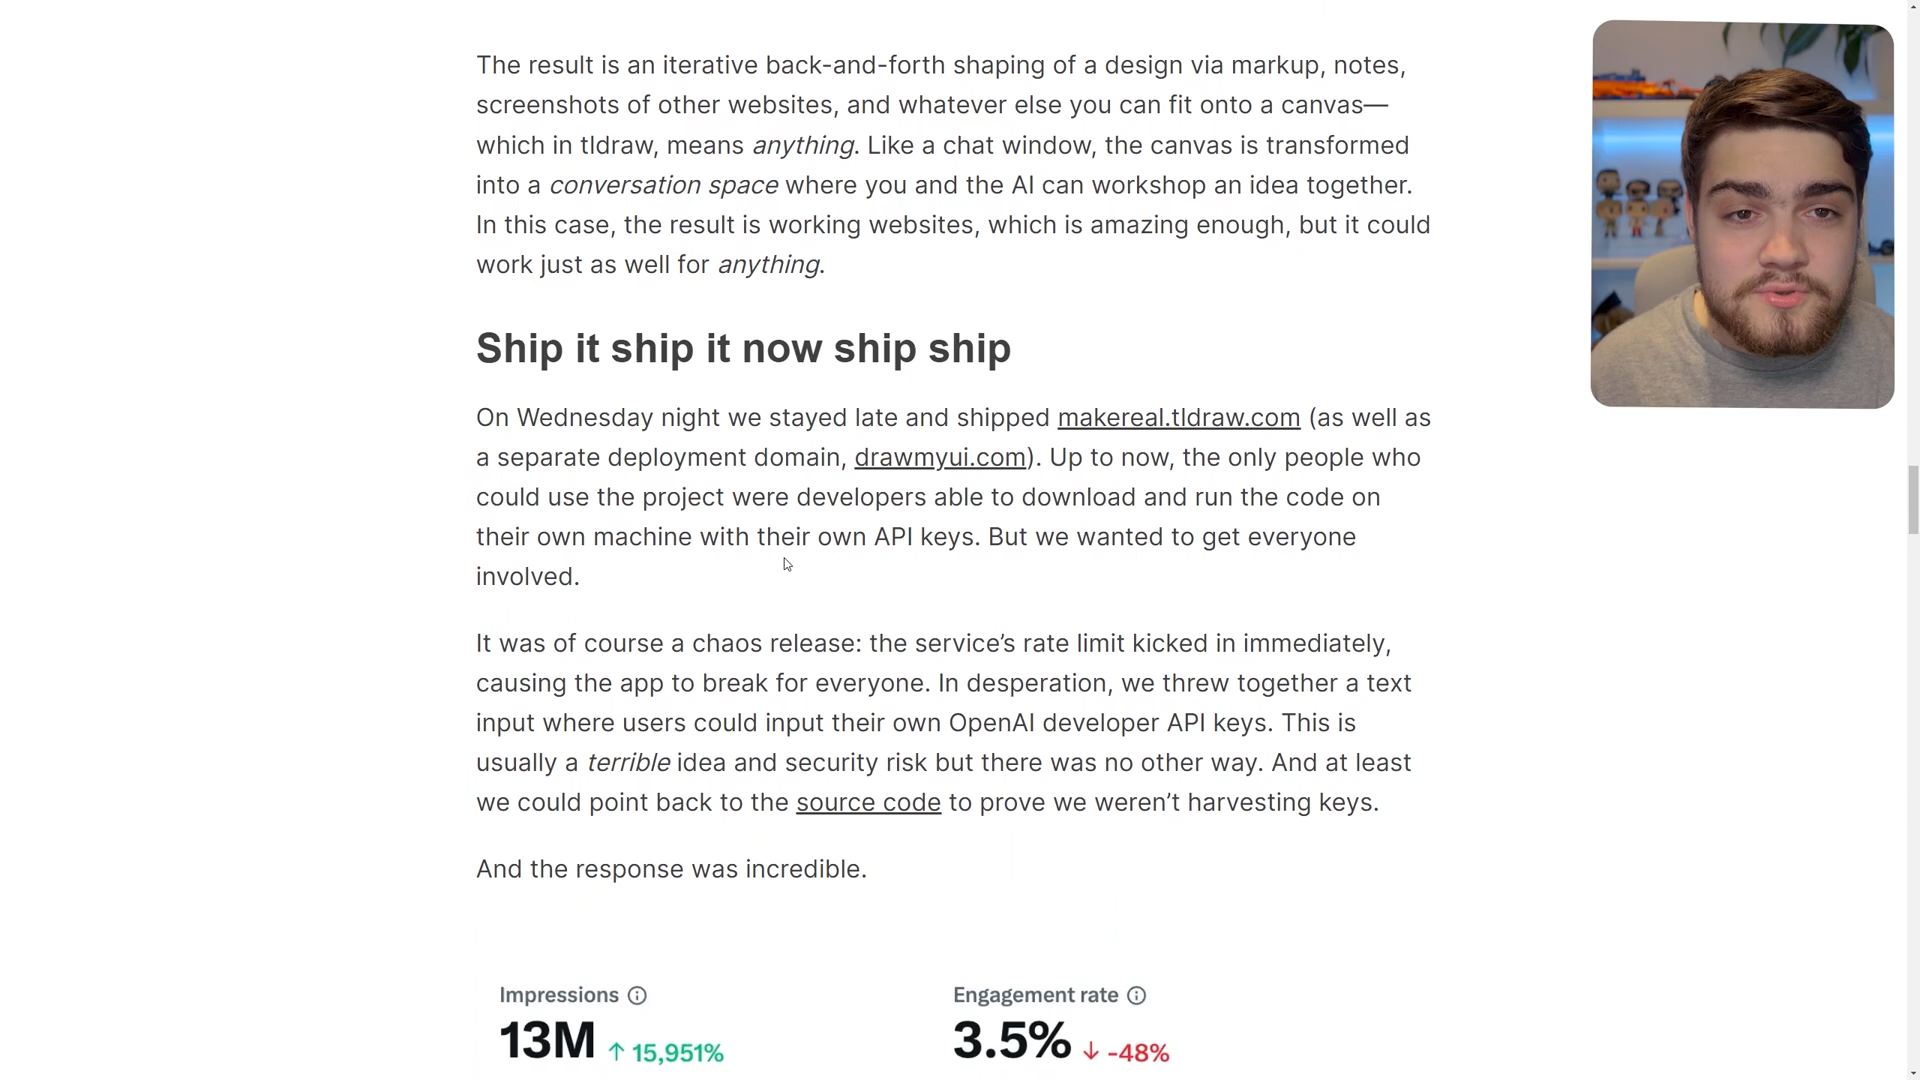 The result is an iterative back-and-forth shaping of a design via markup, notes,
screenshots of other websites, and whatever else you can fit onto a canvas—
which in tldraw, means anything. Like a chat window, the canvas is transformed
into a conversation space where you and the AI can workshop an idea together.
In this case, the result is working websites, which is amazing enough, but it could
work just as well for anything.
Ship it ship it now ship ship
On Wednesday night we stayed late and shipped makereal.tldraw.com (as well as
a separate deployment domain, drawmyui.com). Up to now, the only people who
could use the project were developers able to download and run the code on
their own machine with their own API keys. But we wanted to get everyone
involved.
It was of course a chaos release: the service’s rate limit kicked in immediately,
causing the app to break for everyone. In desperation, we threw together a text
input where users could input their own OpenAI developer API keys. This is
usually a terrible idea and security risk but there was no other way. And at least
we could point back to the source code to prove we weren’t harvesting keys.
And the response was incredible.
Impressions
13M ↑ 15,951%
Engagement rate
3.5% ↓ -48%